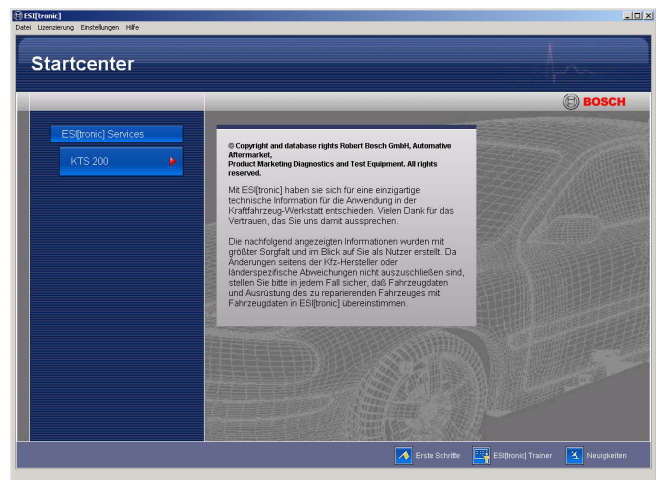 ESI[tronic]
Datei Lizenzierung Einstellungen Hilfe
Startcenter
BOSCH
ESI[tronic] Services
KTS 200
© Copyright and database rights Robert Bosch GmbH, Automotive
Aftermarket,
Product Marketing Diagnostics and Test Equipment. All rights
reserved.
Mit ESI[tronic] haben sie sich für eine einzigartige
technische Information für die Anwendung in der
Kraftfahrzeug-Werkstatt entschieden. Vielen Dank für das
Vertrauen, das Sie uns damit aussprechen.
Die nachfolgend angezeigten Informationen wurden mit
größter Sorgfalt und im Blick auf Sie als Nutzer erstellt. Da
Änderungen seitens der Kfz-Hersteller oder
länderspezifische Abweichungen nicht auszuschließen sind,
stellen Sie bitte in jedem Fall sicher, daß Fahrzeugdaten
und Ausrüstung des zu reparierenden Fahrzeuges mit
Fahrzeugdaten in ESI[tronic] übereinstimmen.
Erste Schritte ESI[tronic] Trainer Neuigkeiten